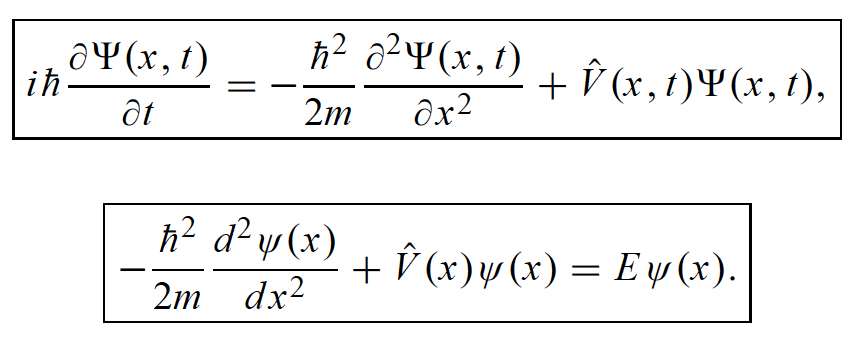 iħ ∂Ψ(x, t)/∂t = −ħ²/2m ∂²Ψ(x, t)/∂x² + V̂(x, t)Ψ(x, t),
−ħ²/2m d²ψ(x)/dx² + V̂(x)ψ(x) = Eψ(x).